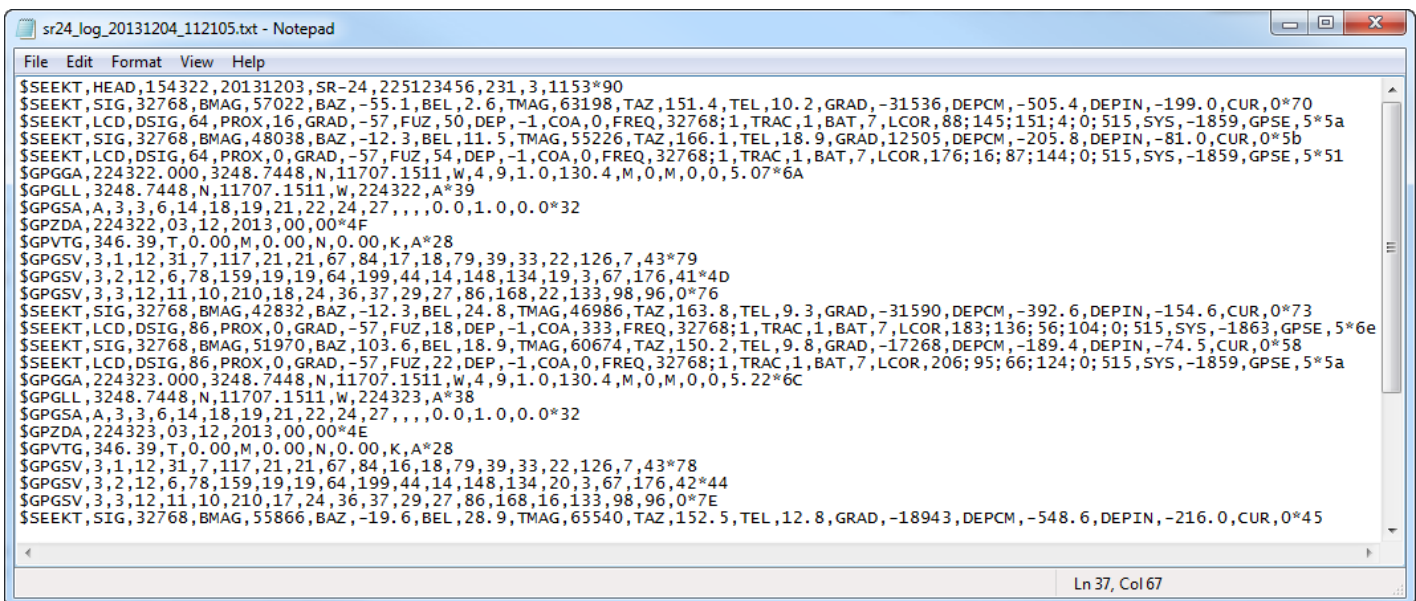 sr24_log_20131204_112105.txt - Notepad
File Edit Format View Help
$SEEKT,HEAD,154322,20131203,SR-24,225123456,231,3,1153*90
$SEEKT,SIG,32768,BMAG,57022,BAZ,-55.1,BEL,2.6,TMAG,63198,TAZ,151.4,TEL,10.2,GRAD,-31536,DEPCM,-505.4,DEPIN,-199.0,CUR,0*70
$SEEKT,LCD,DSIG,64,PROX,16,GRAD,-57,FUZ,50,DEP,-1,COA,0,FREQ,32768;1,TRAC,1,BAT,7,LCOR,88;145;151;4;0;515,SYS,-1859,GPSE,5*5a
$SEEKT,SIG,32768,BMAG,48038,BAZ,-12.3,BEL,11.5,TMAG,55226,TAZ,166.1,TEL,18.9,GRAD,12505,DEPCM,-205.8,DEPIN,-81.0,CUR,0*5b
$SEEKT,LCD,DSIG,64,PROX,0,GRAD,-57,FUZ,54,DEP,-1,COA,0,FREQ,32768;1,TRAC,1,BAT,7,LCOR,176;16;87;144;0;515,SYS,-1859,GPSE,5*51
$GPGGA,224322.000,3248.7448,N,11707.1511,W,4,9,1.0,130.4,M,0,M,0,0,5.07*6A
$GPGLL,3248.7448,N,11707.1511,W,224322,A*39
$GPGSA,A,3,3,6,14,18,19,21,22,24,27,,,,0.0,1.0,0.0*32
$GPZDA,224322,03,12,2013,00,00*4F
$GPVTG,346.39,T,0.00,M,0.00,N,0.00,K,A*28
$GPGSV,3,1,12,31,7,117,21,21,67,84,17,18,79,39,33,22,126,7,43*79
$GPGSV,3,2,12,6,78,159,19,19,64,199,44,14,148,134,19,3,67,176,41*4D
$GPGSV,3,3,12,11,10,210,18,24,36,37,29,27,86,168,22,133,98,96,0*76
$SEEKT,SIG,32768,BMAG,42832,BAZ,-12.3,BEL,24.8,TMAG,46986,TAZ,163.8,TEL,9.3,GRAD,-31590,DEPCM,-392.6,DEPIN,-154.6,CUR,0*73
$SEEKT,LCD,DSIG,86,PROX,0,GRAD,-57,FUZ,18,DEP,-1,COA,333,FREQ,32768;1,TRAC,1,BAT,7,LCOR,183;136;56;104;0;515,SYS,-1863,GPSE,5*6e
$SEEKT,SIG,32768,BMAG,51970,BAZ,103.6,BEL,18.9,TMAG,60674,TAZ,150.2,TEL,9.8,GRAD,-17268,DEPCM,-189.4,DEPIN,-74.5,CUR,0*58
$SEEKT,LCD,DSIG,86,PROX,0,GRAD,-57,FUZ,22,DEP,-1,COA,0,FREQ,32768;1,TRAC,1,BAT,7,LCOR,206;95;66;124;0;515,SYS,-1859,GPSE,5*5a
$GPGGA,224323.000,3248.7448,N,11707.1511,W,4,9,1.0,130.4,M,0,M,0,0,5.22*6C
$GPGLL,3248.7448,N,11707.1511,W,224323,A*38
$GPGSA,A,3,3,6,14,18,19,21,22,24,27,,,,0.0,1.0,0.0*32
$GPZDA,224323,03,12,2013,00,00*4E
$GPVTG,346.39,T,0.00,M,0.00,N,0.00,K,A*28
$GPGSV,3,1,12,31,7,117,21,21,67,84,16,18,79,39,33,22,126,7,43*78
$GPGSV,3,2,12,6,78,159,19,19,64,199,44,14,148,134,20,3,67,176,42*44
$GPGSV,3,3,12,11,10,210,17,24,36,37,29,27,86,168,16,133,98,96,0*7E
$SEEKT,SIG,32768,BMAG,55866,BAZ,-19.6,BEL,28.9,TMAG,65540,TAZ,152.5,TEL,12.8,GRAD,-18943,DEPCM,-548.6,DEPIN,-216.0,CUR,0*45
Ln 37, Col 67